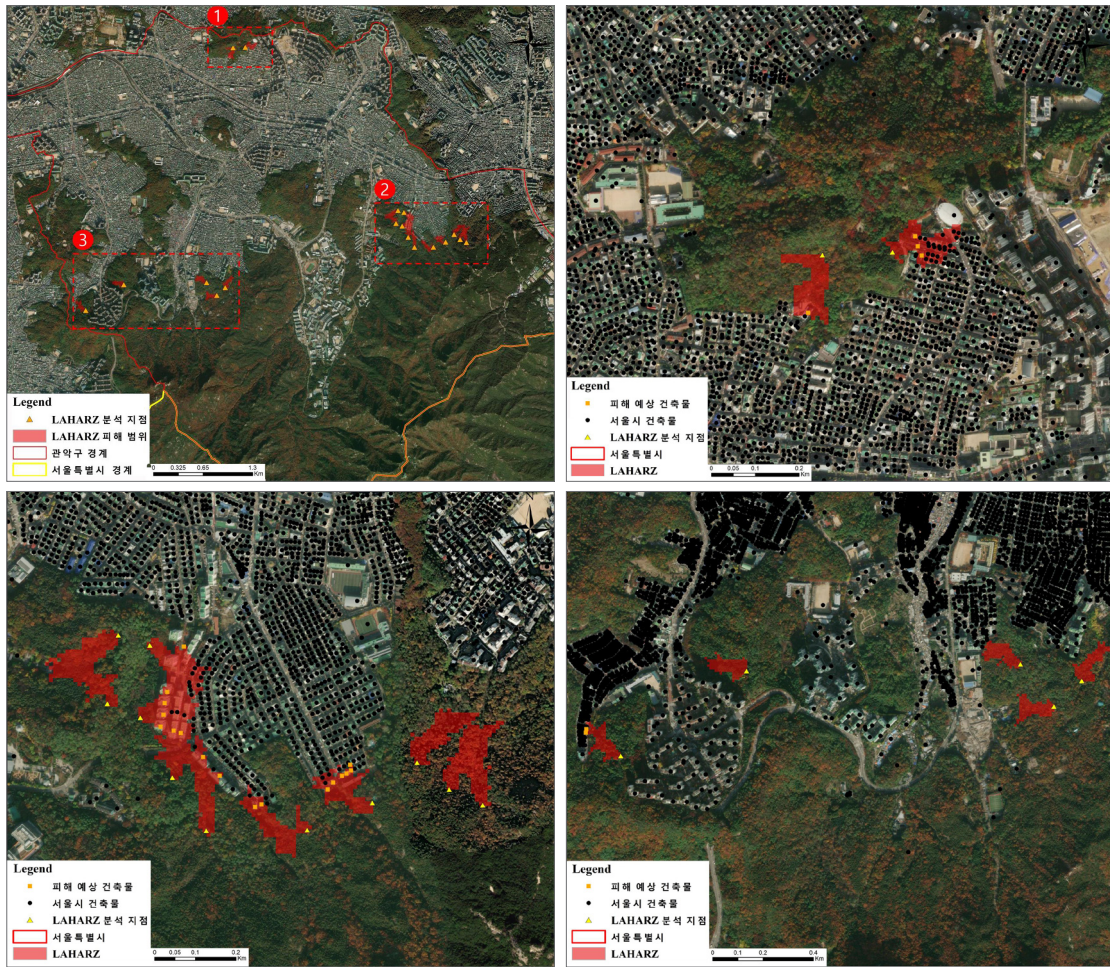 1
2
3
Legend
LAHARZ 분석 지점
LAHARZ 피해 범위
관악구 경계
서울특별시 경계
0 0.325 0.65 1.3
Km
Legend
피해 예상 건축물
서울시 건축물
LAHARZ 분석 지점
서울특별시
LAHARZ
0 0.05 0.1 0.2
Km
Legend
피해 예상 건축물
서울시 건축물
LAHARZ 분석 지점
서울특별시
LAHARZ
0 0.05 0.1 0.2
Km
Legend
피해 예상 건축물
서울시 건축물
LAHARZ 분석 지점
서울특별시
LAHARZ
0 0.1 0.2 0.4
Km